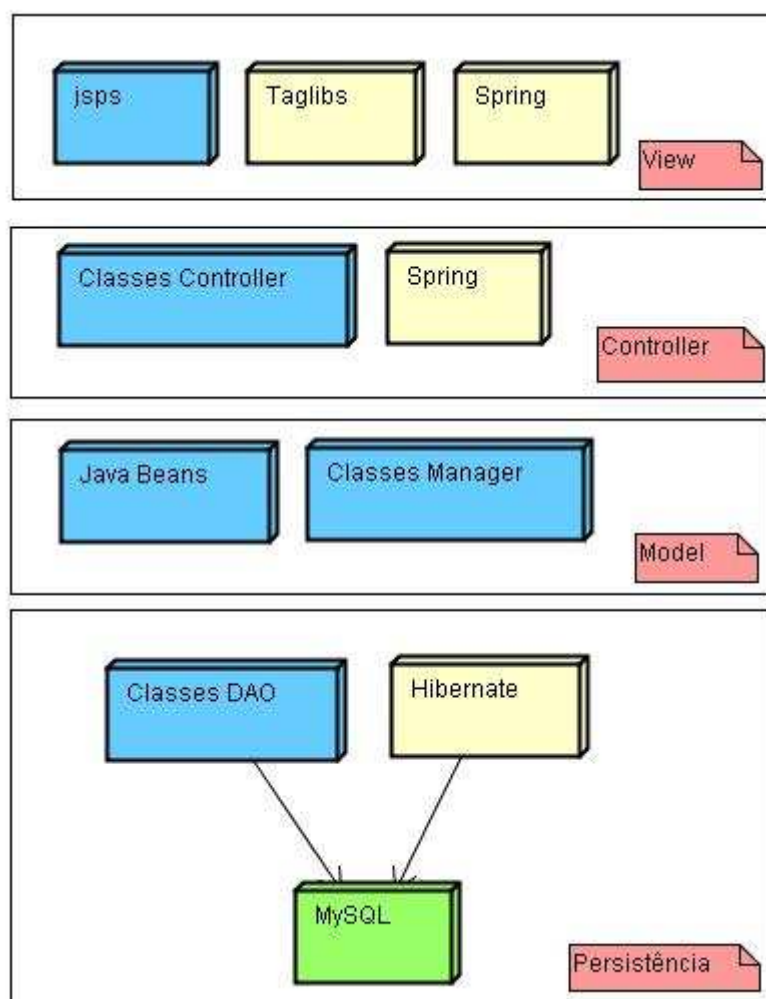 jsps
Taglibs
Spring
View
Classes Controller
Spring
Controller
Java Beans
Classes Manager
Model
Classes DAO
Hibernate
MySQL
Persistência